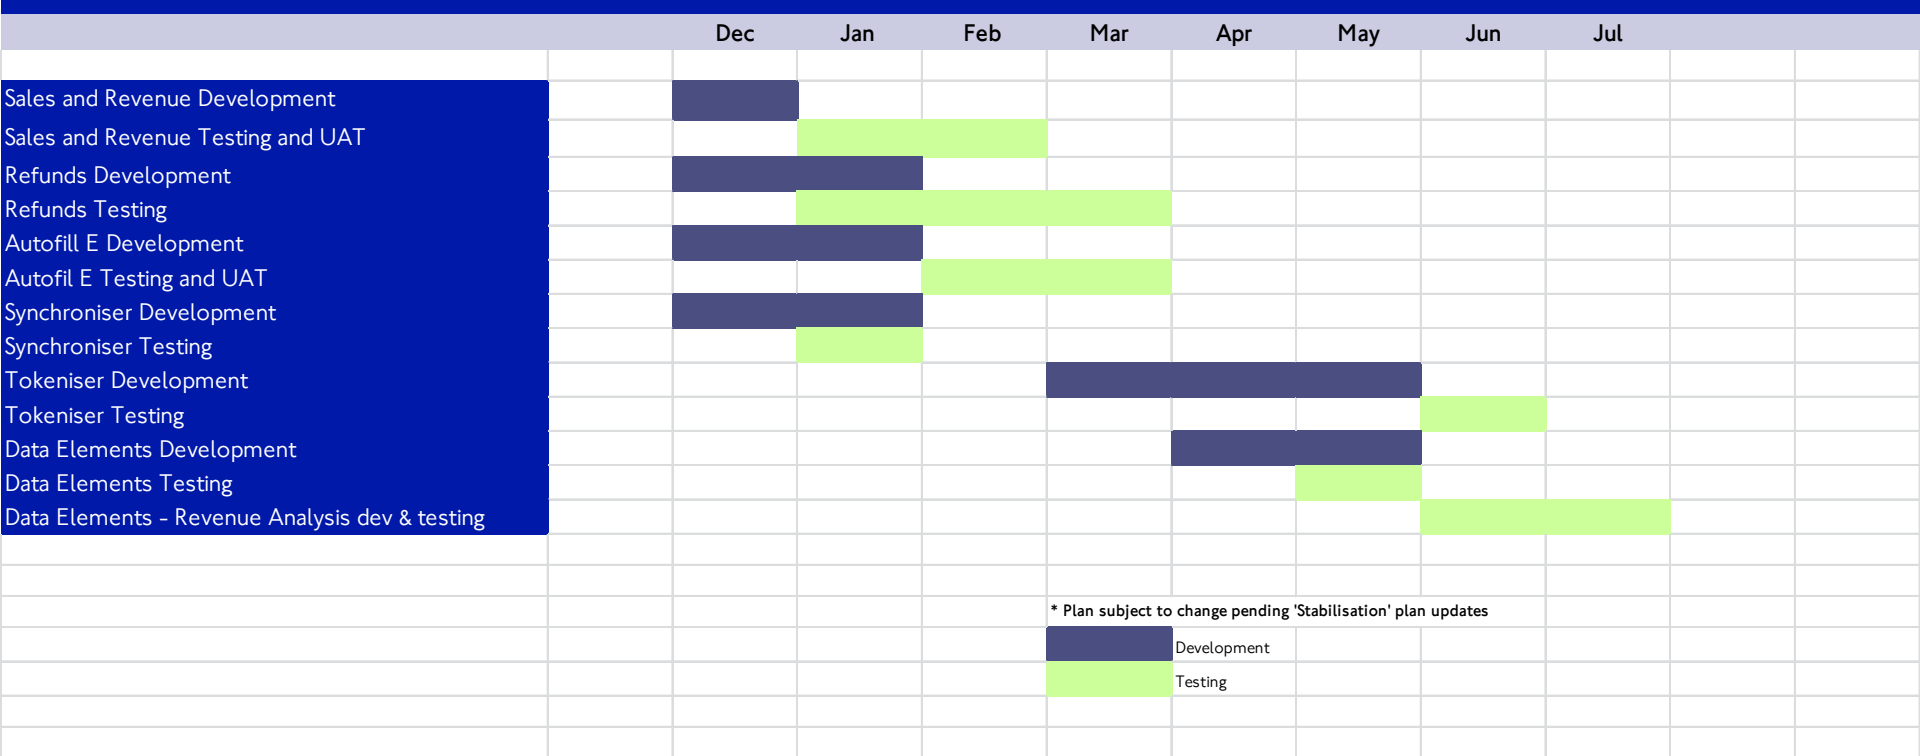 Dec Jan Feb Mar Apr May Jun Jul
Sales and Revenue Development
Sales and Revenue Testing and UAT
Refunds Development
Refunds Testing
Autofill E Development
Autofil E Testing and UAT
Synchroniser Development
Synchroniser Testing
Tokeniser Development
Tokeniser Testing
Data Elements Development
Data Elements Testing
Data Elements - Revenue Analysis dev & testing
* Plan subject to change pending 'Stabilisation' plan updates
Development
Testing